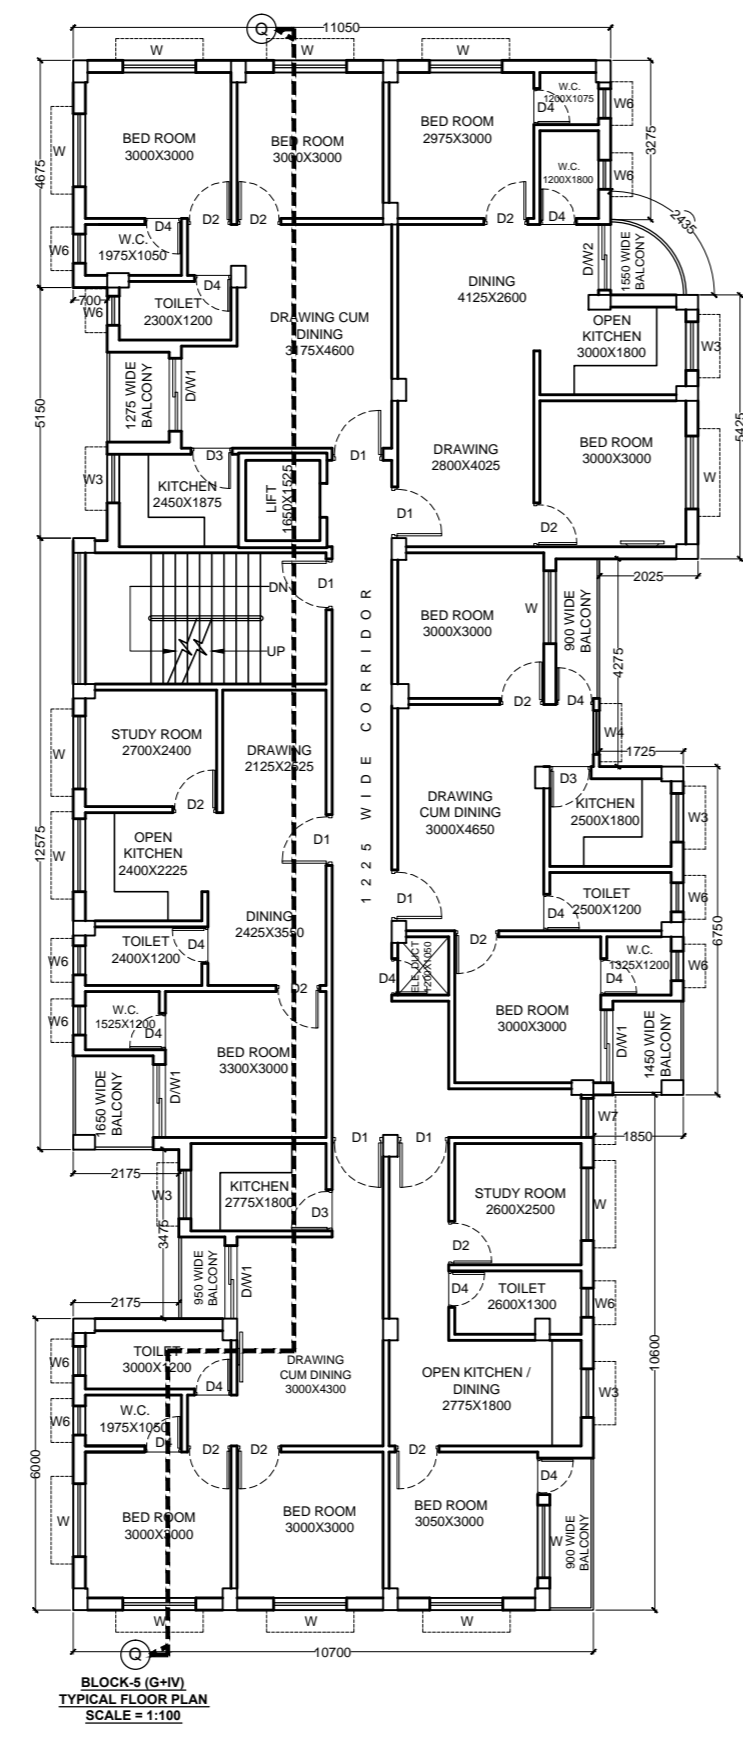 Q
11050
W
W
W
BED ROOM
3000X3000
BED ROOM
3000X3000
BED ROOM
2975X3000
W.C.
1200X1075
D4
W6
W.C.
1200X1800
W6
D4
3275
4675
W
W6
D4
W.C.
1975X1050
D2
D2
D2
2435
D/W2
1550 WIDE
BALCONY
D4
TOILET
2300X1200
700
W6
DINING
4125X2600
DRAWING CUM
DINING
3175X4600
OPEN
KITCHEN
3000X1800
W3
1275 WIDE
BALCONY
D/W1
5150
5425
DRAWING
2800X4025
BED ROOM
3000X3000
W
D3
D1
W3
KITCHEN
2450X1875
LIFT
1650X1525
D1
D2
DN
D1
2025
BED ROOM
3000X3000
W
900 WIDE
BALCONY
UP
1225 WIDE CORRIDOR
4275
D2
D4
W4
1725
STUDY ROOM
2700X2400
W
DRAWING
2125X2525
D2
DRAWING
CUM DINING
3000X4650
D3
KITCHEN
2500X1800
W3
OPEN
KITCHEN
2400X2225
W
D1
12575
D1
TOILET
2500X1200
D4
W6
DINING
2425X3550
6750
TOILET
2400X1200
D4
W6
D2
ELE.DUCT
1200X1050
D4
W.C.
1325X1200
D4
W6
D2
W.C.
1525X1200
D4
W6
BED ROOM
3000X3000
BED ROOM
3300X3000
D/W1
1450 WIDE
BALCONY
D/W1
1650 WIDE
BALCONY
W7
1850
D1
D1
2175
KITCHEN
2775X1800
W3
D3
STUDY ROOM
2600X2500
W
3475
D2
950 WIDE
BALCONY
D/W1
D4
TOILET
2600X1300
W6
2175
TOILET
3000X1200
W6
D4
DRAWING
CUM DINING
3000X4300
OPEN KITCHEN /
DINING
2775X1800
W3
10600
W.C.
1975X1050
W6
D4
D2
D2
D2
D4
6000
W
BED ROOM
3000X3000
BED ROOM
3000X3000
BED ROOM
3050X3000
W
900 WIDE
BALCONY
W
W
W
Q
10700
BLOCK-5 (G+IV)
TYPICAL FLOOR PLAN
SCALE = 1:100